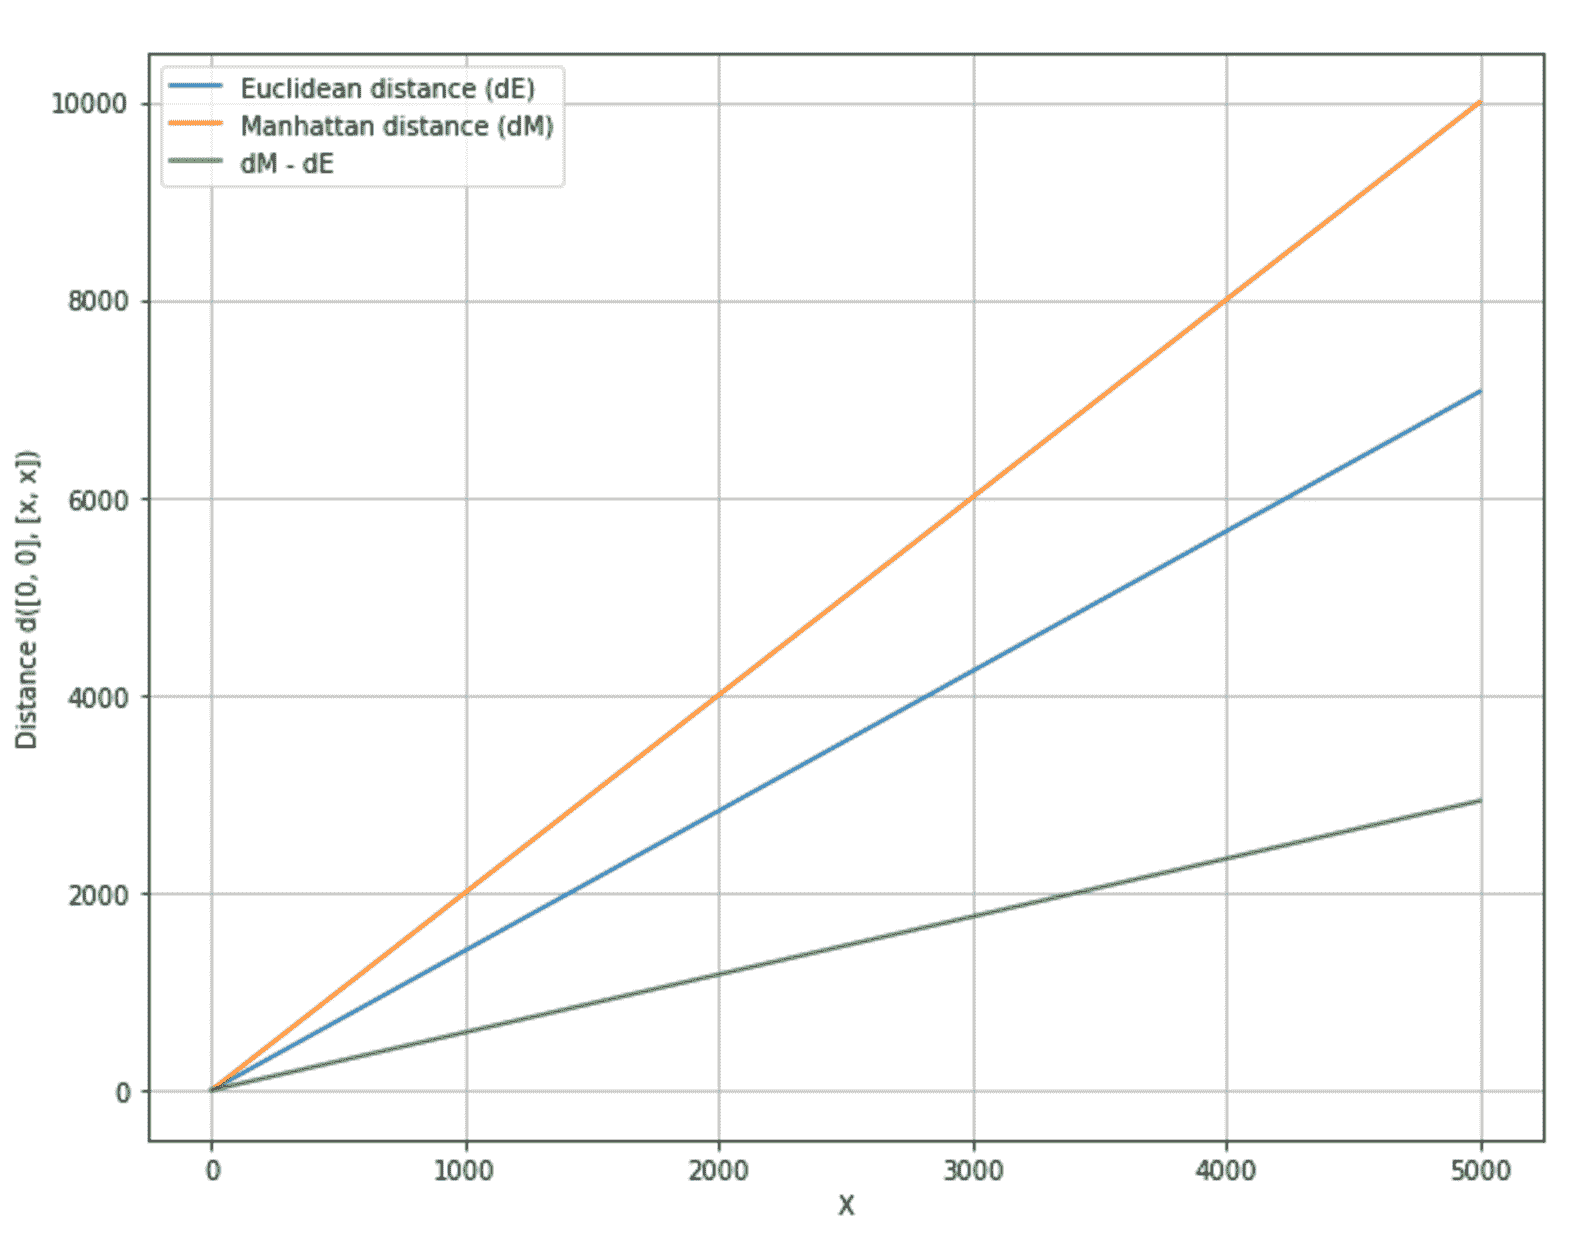 Euclidean distance (dE)
Manhattan distance (dM)
dM - dE
10000
8000
6000
4000
2000
0
Distance d([0, 0], [x, x])
0 1000 2000 3000 4000 5000
X